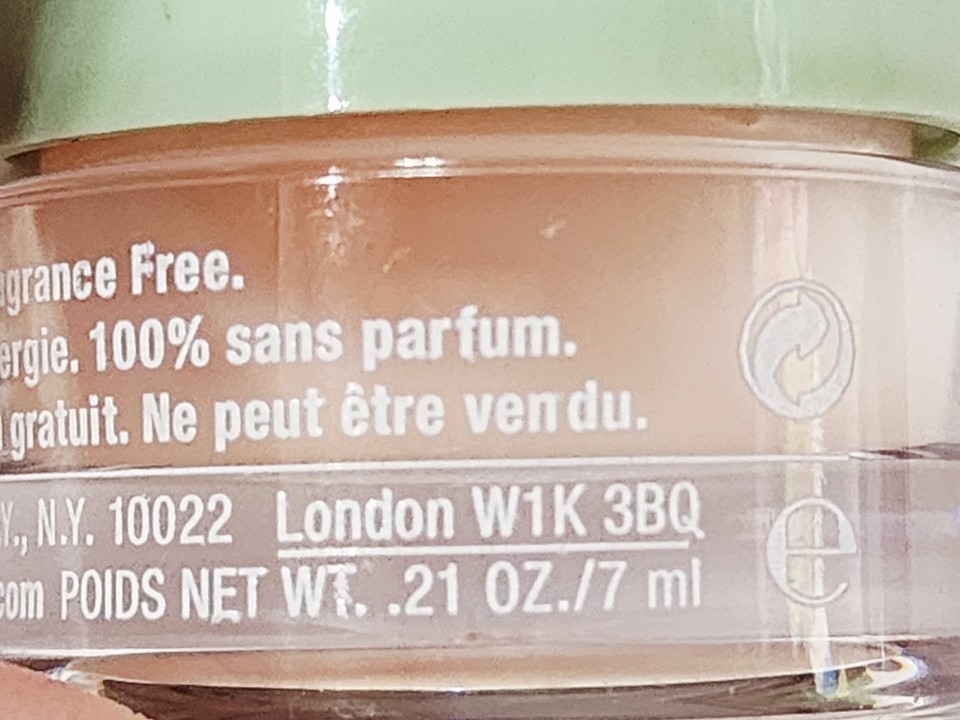 agrance Free.
ergie. 100% sans parfum.
gratuit. Ne peut être vendu.
Y., N.Y. 10022 London W1K 3BQ
com POIDS NET WT. .21 OZ./7 ml
e